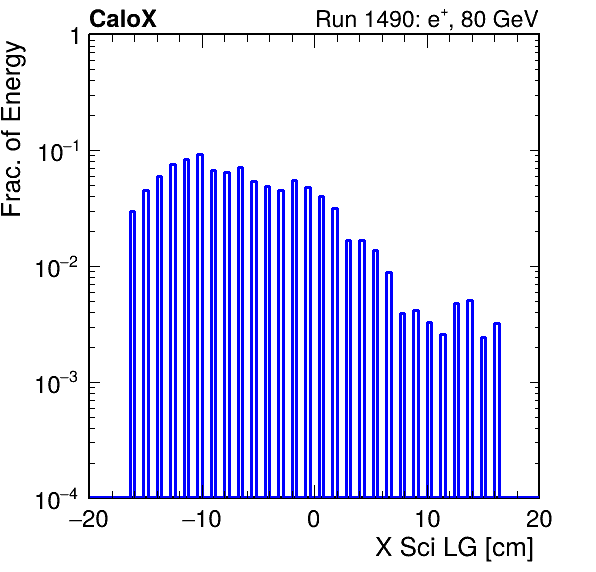 CaloX Run 1490: e⁺, 80 GeV
Frac. of Energy
1
10⁻¹
10⁻²
10⁻³
10⁻⁴
−20 −10 0 10 20
X Sci LG [cm]